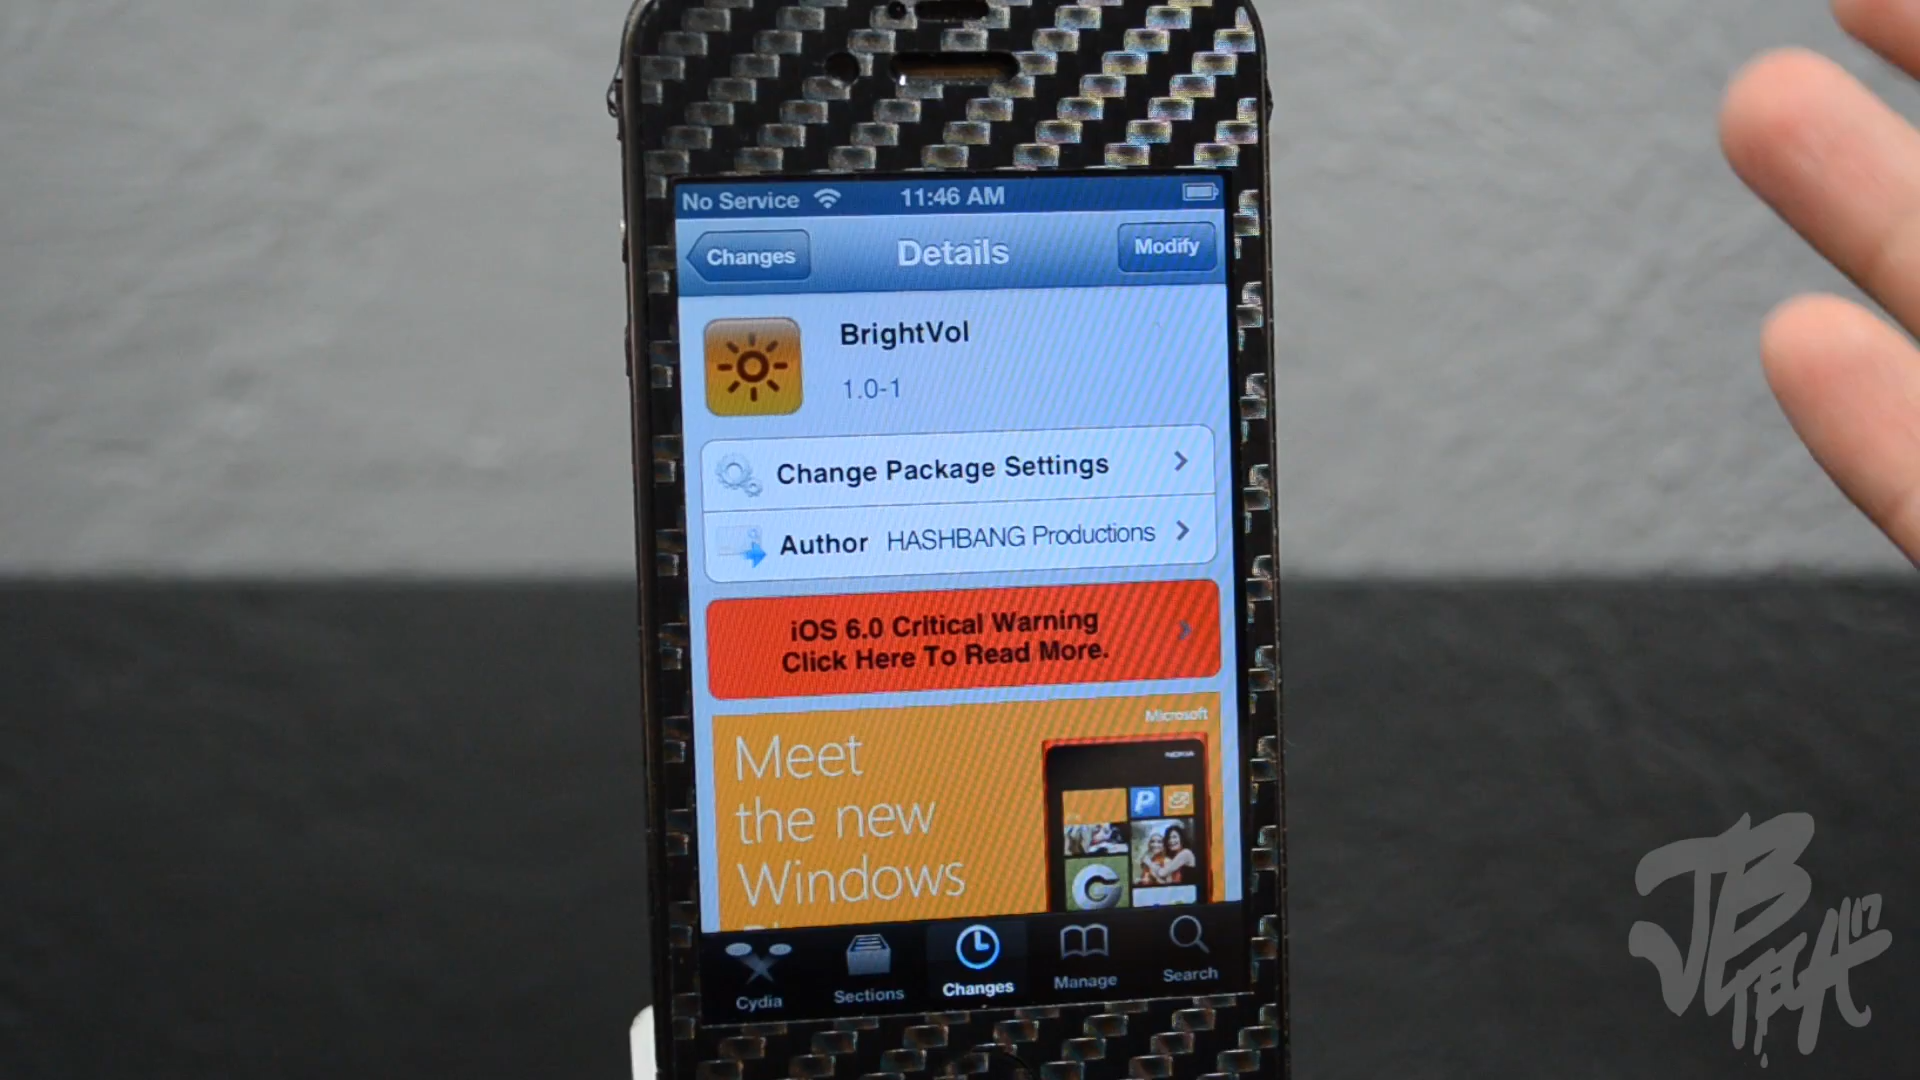 No Service 11:46 AM
Changes Details Modify
BrightVol
1.0-1
Change Package Settings
Author HASHBANG Productions
iOS 6.0 Critical Warning
Click Here To Read More.
Microsoft
Meet
the new
Windows
NOKIA
Cydia Sections Changes Manage Search
JB